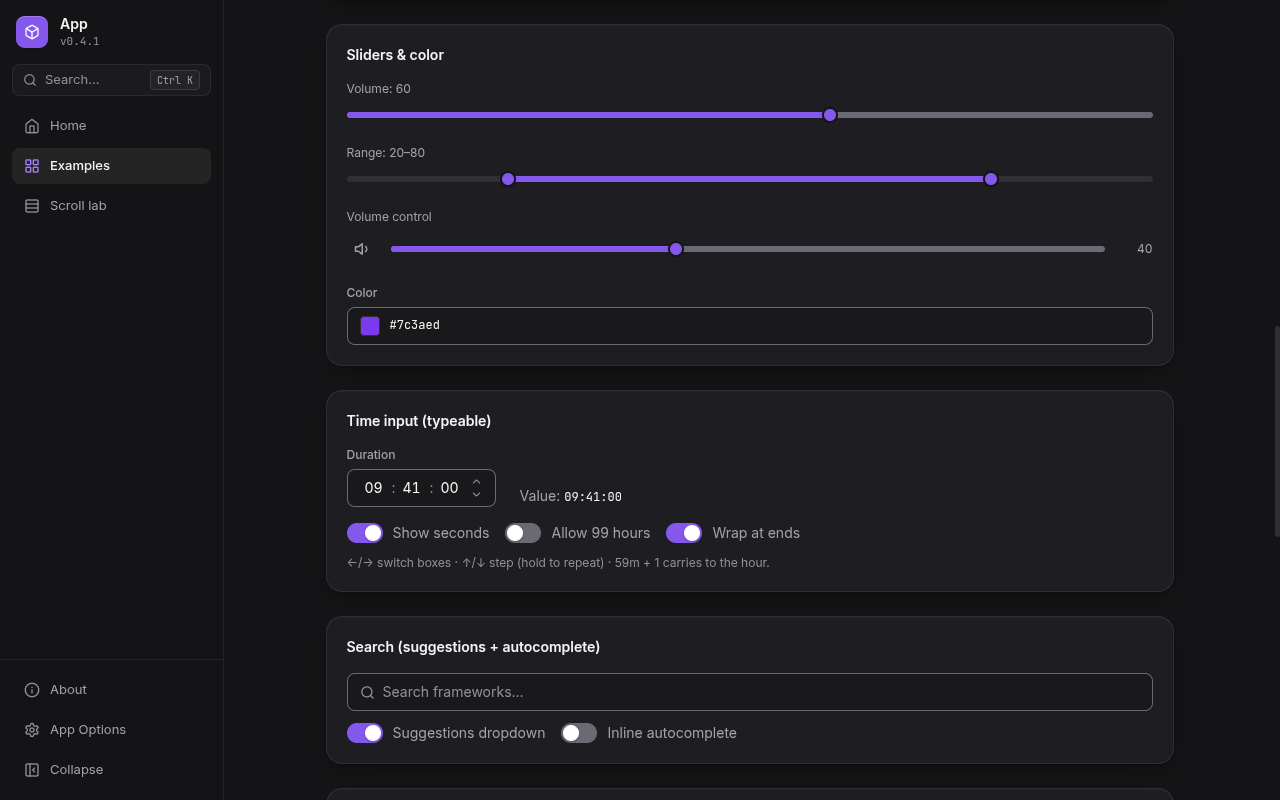 App
v0.4.1
Search...
Ctrl K
Home
Examples
Scroll lab
About
App Options
Collapse
Sliders & color
Volume: 60
Range: 20–80
Volume control
40
Color
#7c3aed
Time input (typeable)
Duration
09 : 41 : 00
Value: 09:41:00
Show seconds
Allow 99 hours
Wrap at ends
←/→ switch boxes · ↑/↓ step (hold to repeat) · 59m + 1 carries to the hour.
Search (suggestions + autocomplete)
Search frameworks...
Suggestions dropdown
Inline autocomplete